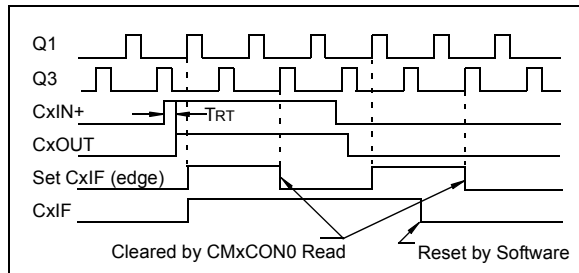 Q1
Q3
CxIN+
TRT
CxOUT
Set CxIF (edge)
CxIF
Cleared by CMxCON0 Read
Reset by Software